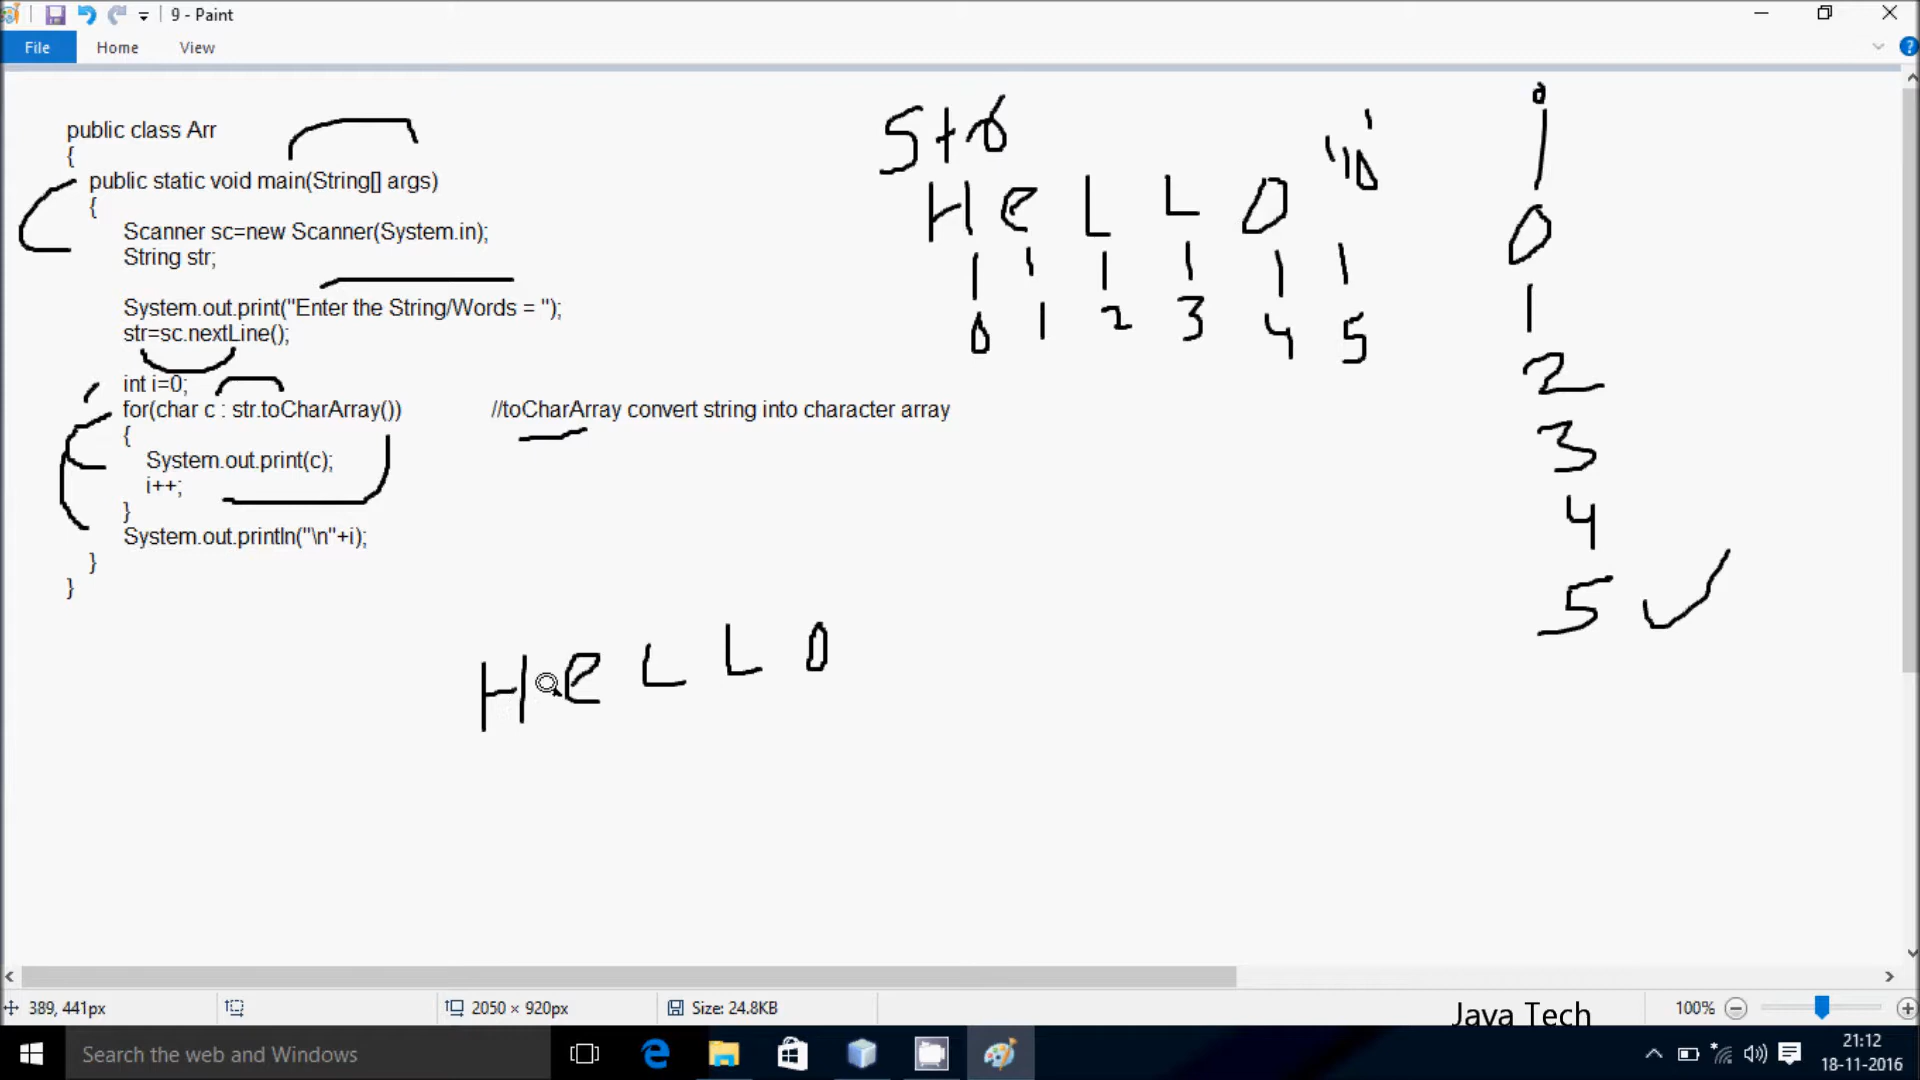 9 - Paint
File Home View
public class Arr
{
public static void main(String[] args)
{
Scanner sc=new Scanner(System.in);
String str;
System.out.print("Enter the String/Words = ");
str=sc.nextLine();
int i=0;
for(char c : str.toCharArray()) //toCharArray convert string into character array
{
System.out.print(c);
i++;
}
System.out.println("\n"+i);
}
}
Str
HeLLO '\0'
0 1 2 3 4 5
i
0
1
2
3
4
5
HeLLO
389, 441px 2050 × 920px Size: 24.8KB 100%
Java Tech
Search the web and Windows
21:12
18-11-2016